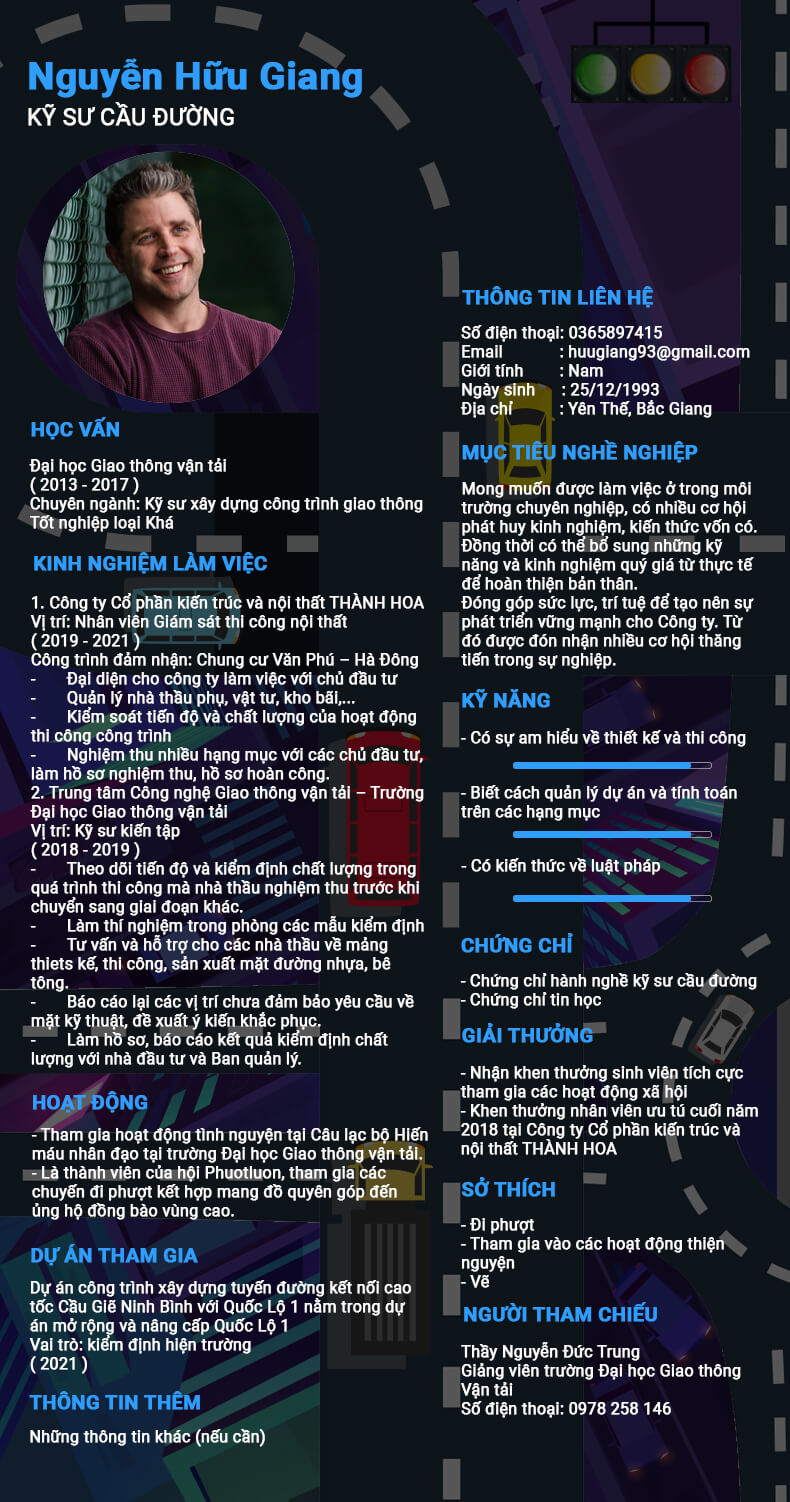 Nguyễn Hữu Giang
KỸ SƯ CẦU ĐƯỜNG
HỌC VẤN
Đại học Giao thông vận tải
( 2013 - 2017 )
Chuyên ngành: Kỹ sư xây dựng công trình giao thông
Tốt nghiệp loại Khá
KINH NGHIỆM LÀM VIỆC
1. Công ty Cổ phần kiến trúc và nội thất THÀNH HOA
Vị trí: Nhân viên Giám sát thi công nội thất
( 2019 - 2021 )
Công trình đảm nhận: Chung cư Văn Phú – Hà Đông
- Đại diện cho công ty làm việc với chủ đầu tư
- Quản lý nhà thầu phụ, vật tư, kho bãi,...
- Kiểm soát tiến độ và chất lượng của hoạt động
thi công công trình
- Nghiệm thu nhiều hạng mục với các chủ đầu tư,
làm hồ sơ nghiệm thu, hồ sơ hoàn công.
2. Trung tâm Công nghệ Giao thông vận tải – Trường
Đại học Giao thông vận tải
Vị trí: Kỹ sư kiến tập
( 2018 - 2019 )
- Theo dõi tiến độ và kiểm định chất lượng trong
quá trình thi công mà nhà thầu nghiệm thu trước khi
chuyển sang giai đoạn khác.
- Làm thí nghiệm trong phòng các mẫu kiểm định
- Tư vấn và hỗ trợ cho các nhà thầu về mảng
thiets kế, thi công, sản xuất mặt đường nhựa, bê
tông.
- Báo cáo lại các vị trí chưa đảm bảo yêu cầu về
mặt kỹ thuật, đề xuất ý kiến khắc phục.
- Làm hồ sơ, báo cáo kết quả kiểm định chất
lượng với nhà đầu tư và Ban quản lý.
HOẠT ĐỘNG
- Tham gia hoạt động tình nguyện tại Câu lạc bộ Hiến
máu nhân đạo tại trường Đại học Giao thông vận tải.
- Là thành viên của hội Phuotluon, tham gia các
chuyến đi phượt kết hợp mang đồ quyên góp đến
ủng hộ đồng bào vùng cao.
DỰ ÁN THAM GIA
Dự án công trình xây dựng tuyến đường kết nối cao
tốc Cầu Giẽ Ninh Bình với Quốc Lộ 1 nằm trong dự
án mở rộng và nâng cấp Quốc Lộ 1
Vai trò: kiểm định hiện trường
( 2021 )
THÔNG TIN THÊM
Những thông tin khác (nếu cần)
THÔNG TIN LIÊN HỆ
Số điện thoại: 0365897415
Email : huugiang93@gmail.com
Giới tính : Nam
Ngày sinh : 25/12/1993
Địa chỉ : Yên Thế, Bắc Giang
MỤC TIÊU NGHỀ NGHIỆP
Mong muốn được làm việc ở trong môi
trường chuyên nghiệp, có nhiều cơ hội
phát huy kinh nghiệm, kiến thức vốn có.
Đồng thời có thể bổ sung những kỹ
năng và kinh nghiệm quý giá từ thực tế
để hoàn thiện bản thân.
Đóng góp sức lực, trí tuệ để tạo nên sự
phát triển vững mạnh cho Công ty. Từ
đó được đón nhận nhiều cơ hội thăng
tiến trong sự nghiệp.
KỸ NĂNG
- Có sự am hiểu về thiết kế và thi công
- Biết cách quản lý dự án và tính toán
trên các hạng mục
- Có kiến thức về luật pháp
CHỨNG CHỈ
- Chứng chỉ hành nghề kỹ sư cầu đường
- Chứng chỉ tin học
GIẢI THƯỞNG
- Nhận khen thưởng sinh viên tích cực
tham gia các hoạt động xã hội
- Khen thưởng nhân viên ưu tú cuối năm
2018 tại Công ty Cổ phần kiến trúc và
nội thất THÀNH HOA
SỞ THÍCH
- Đi phượt
- Tham gia vào các hoạt động thiện
nguyện
- Vẽ
NGƯỜI THAM CHIẾU
Thầy Nguyễn Đức Trung
Giảng viên trường Đại học Giao thông
Vận tải
Số điện thoại: 0978 258 146